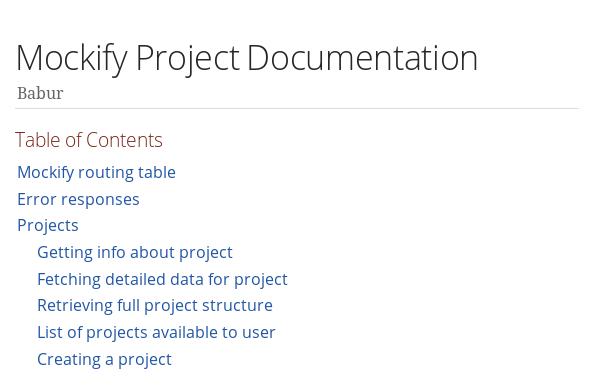 Mockify Project Documentation
Babur
Table of Contents
Mockify routing table
Error responses
Projects
Getting info about project
Fetching detailed data for project
Retrieving full project structure
List of projects available to user
Creating a project